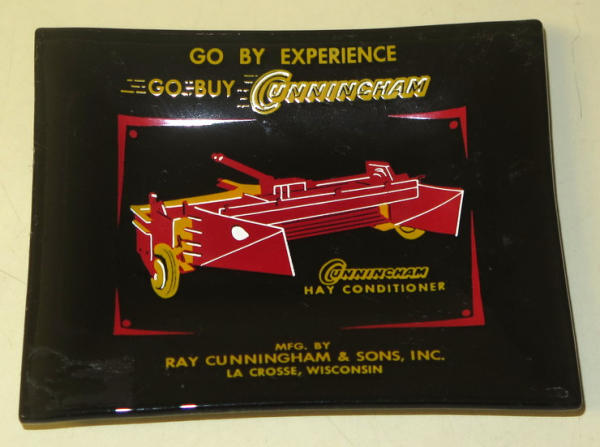 GO BY EXPERIENCE
GO-BUY CUNNINGHAM
CUNNINGHAM
HAY CONDITIONER
MFG. BY
RAY CUNNINGHAM & SONS, INC.
LA CROSSE, WISCONSIN